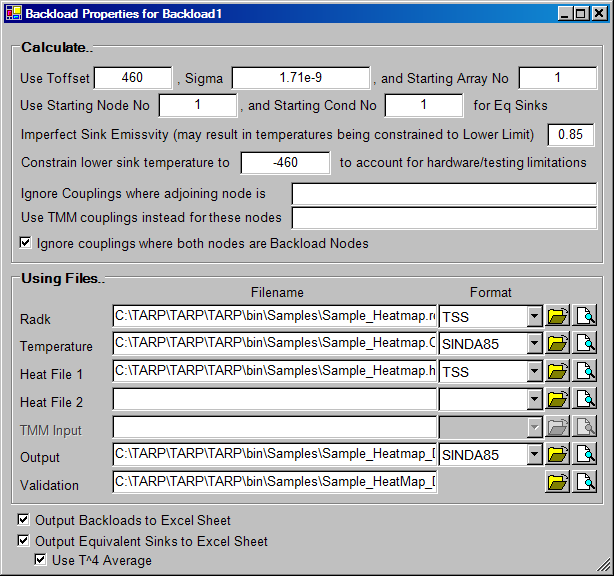 Backload Properties for Backload1
Calculate..
Use Toffset 460 , Sigma 1.71e-9 , and Starting Array No 1
Use Starting Node No 1 , and Starting Cond No 1 for Eq Sinks
Imperfect Sink Emissvity (may result in temperatures being constrained to Lower Limit) 0.85
Constrain lower sink temperature to -460 to account for hardware/testing limitations
Ignore Couplings where adjoining node is
Use TMM couplings instead for these nodes
Ignore couplings where both nodes are Backload Nodes
Using Files..
Filename Format
Radk C:\TARP\TARP\TARP\bin\Samples\Sample_Heatmap.r TSS
Temperature C:\TARP\TARP\TARP\bin\Samples\Sample_Heatmap. SINDA85
Heat File 1 C:\TARP\TARP\TARP\bin\Samples\Sample_Heatmap.h TSS
Heat File 2
TMM Input
Output C:\TARP\TARP\TARP\bin\Samples\Sample_Heatmap_ SINDA85
Validation C:\TARP\TARP\TARP\bin\Samples\Sample_HeatMap_
Output Backloads to Excel Sheet
Output Equivalent Sinks to Excel Sheet
Use T^4 Average